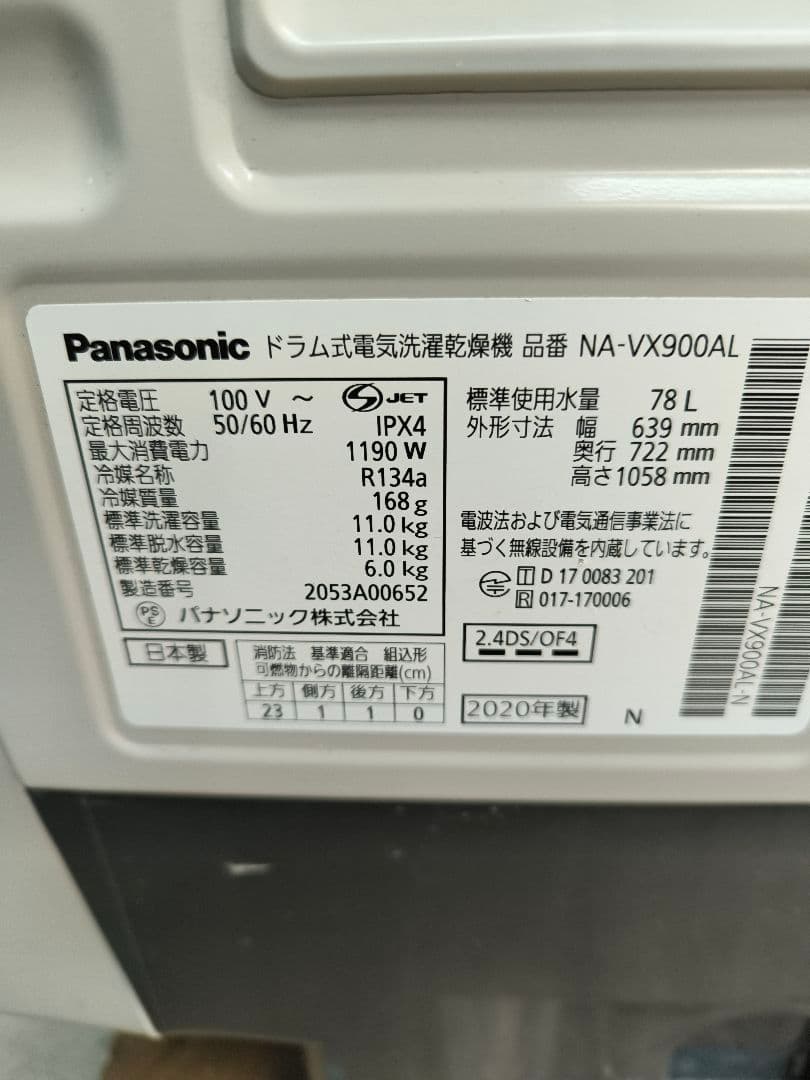 Panasonic ドラム式電気洗濯乾燥機 品番 NA-VX900AL
定格電圧 100 V ～ S JET
定格周波数 50/60 Hz IPX4
最大消費電力 1190 W
冷媒名称 R134a
冷媒質量 168 g
標準洗濯容量 11.0 kg
標準脱水容量 11.0 kg
標準乾燥容量 6.0 kg
製造番号 2053A00652
PS E パナソニック株式会社
標準使用水量 78 L
外形寸法 幅 639 mm
奥行 722 mm
高さ 1058 mm
電波法および電気通信事業法に
基づく無線設備を内蔵しています。
T D 17 0083 201
R 017-170006
2.4DS/OF4
日本製
消防法 基準適合 組込形
可燃物からの離隔距離(cm)
上方 側方 後方 下方
23 1 1 0
2020年製 N
NA-VX900AL-N